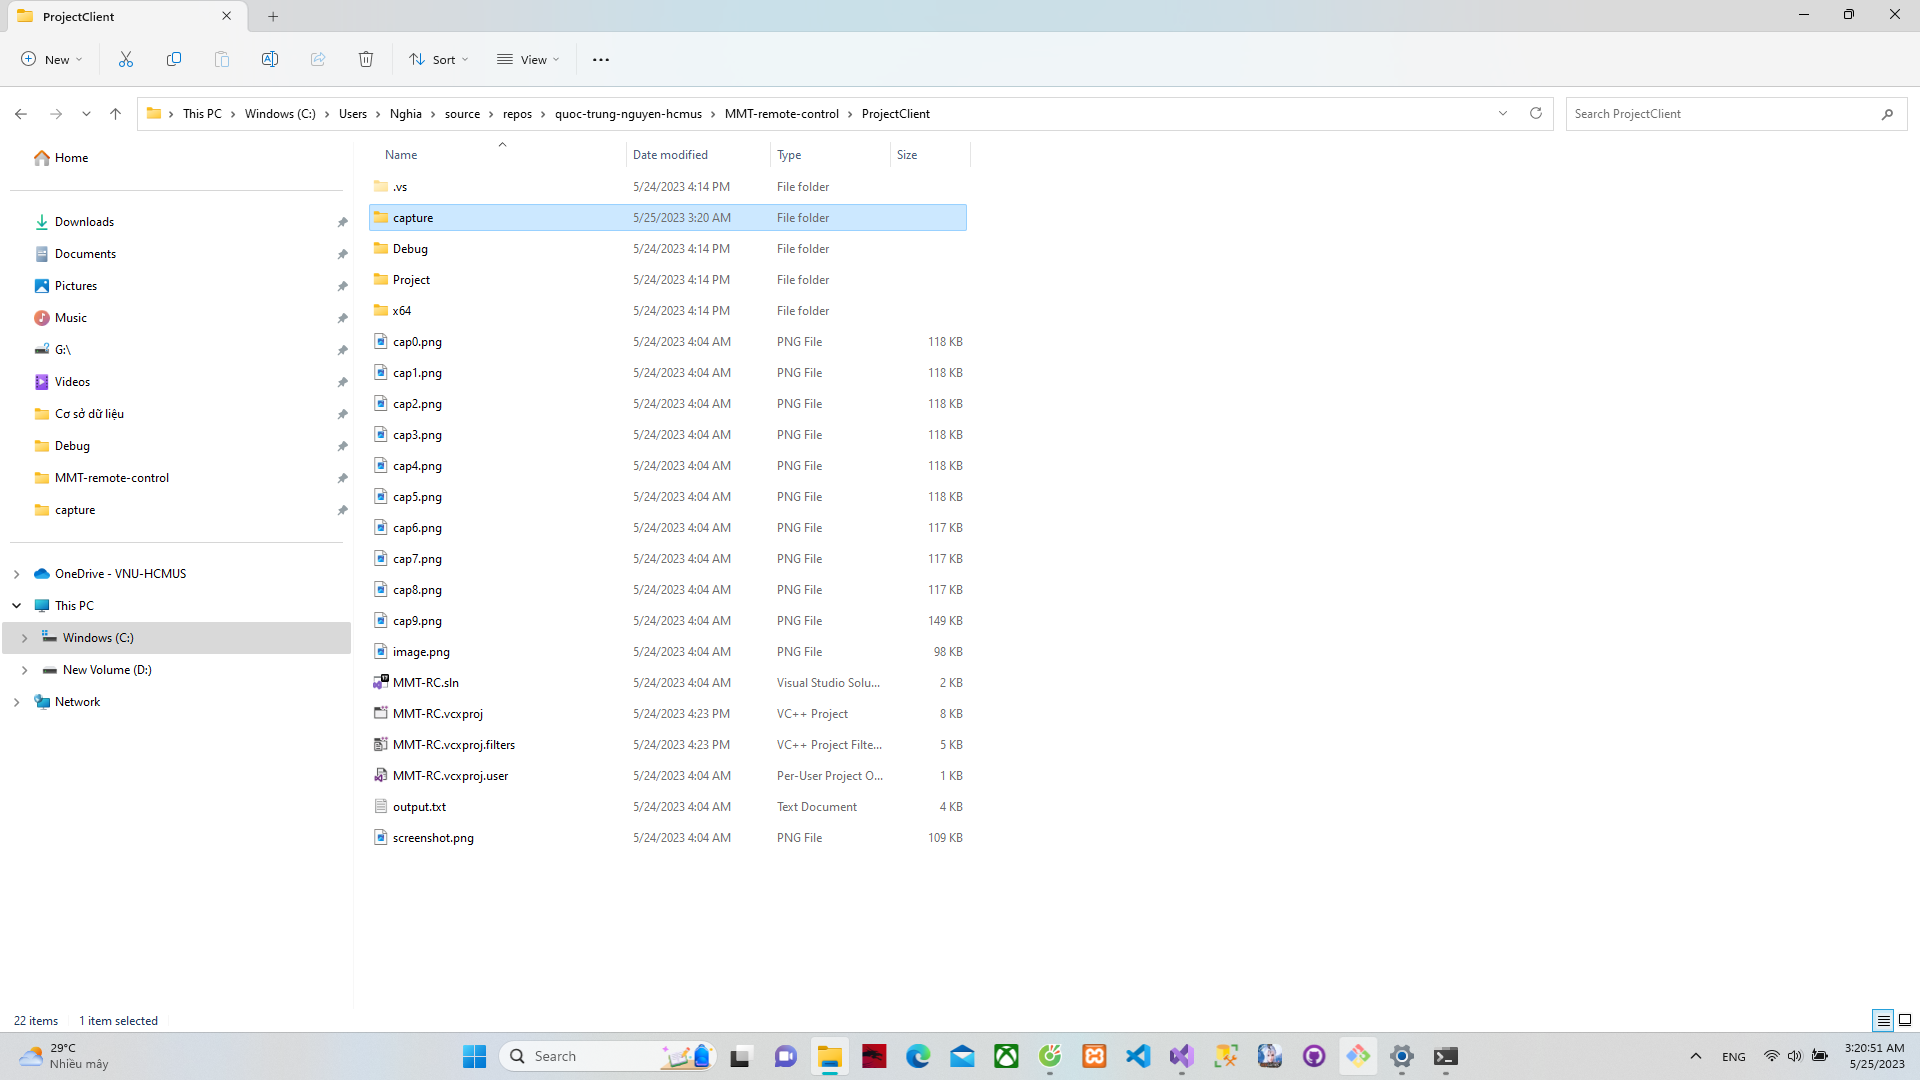 ProjectClient
New
Sort
View
This PC
Windows (C:)
Users
Nghia
source
repos
quoc-trung-nguyen-hcmus
MMT-remote-control
ProjectClient
Search ProjectClient
Home
Downloads
Documents
Pictures
Music
G:\
Videos
Cơ sở dữ liệu
Debug
MMT-remote-control
capture
OneDrive - VNU-HCMUS
This PC
Windows (C:)
New Volume (D:)
Network
Name Date modified Type Size
.vs 5/24/2023 4:14 PM File folder
capture 5/25/2023 3:20 AM File folder
Debug 5/24/2023 4:14 PM File folder
Project 5/24/2023 4:14 PM File folder
x64 5/24/2023 4:14 PM File folder
cap0.png 5/24/2023 4:04 AM PNG File 118 KB
cap1.png 5/24/2023 4:04 AM PNG File 118 KB
cap2.png 5/24/2023 4:04 AM PNG File 118 KB
cap3.png 5/24/2023 4:04 AM PNG File 118 KB
cap4.png 5/24/2023 4:04 AM PNG File 118 KB
cap5.png 5/24/2023 4:04 AM PNG File 118 KB
cap6.png 5/24/2023 4:04 AM PNG File 117 KB
cap7.png 5/24/2023 4:04 AM PNG File 117 KB
cap8.png 5/24/2023 4:04 AM PNG File 117 KB
cap9.png 5/24/2023 4:04 AM PNG File 149 KB
image.png 5/24/2023 4:04 AM PNG File 98 KB
MMT-RC.sln 5/24/2023 4:04 AM Visual Studio Solu... 2 KB
MMT-RC.vcxproj 5/24/2023 4:23 PM VC++ Project 8 KB
MMT-RC.vcxproj.filters 5/24/2023 4:23 PM VC++ Project Filte... 5 KB
MMT-RC.vcxproj.user 5/24/2023 4:04 AM Per-User Project O... 1 KB
output.txt 5/24/2023 4:04 AM Text Document 4 KB
screenshot.png 5/24/2023 4:04 AM PNG File 109 KB
22 items 1 item selected
29°C
Nhiều mây
Search
ENG
3:20:51 AM
5/25/2023